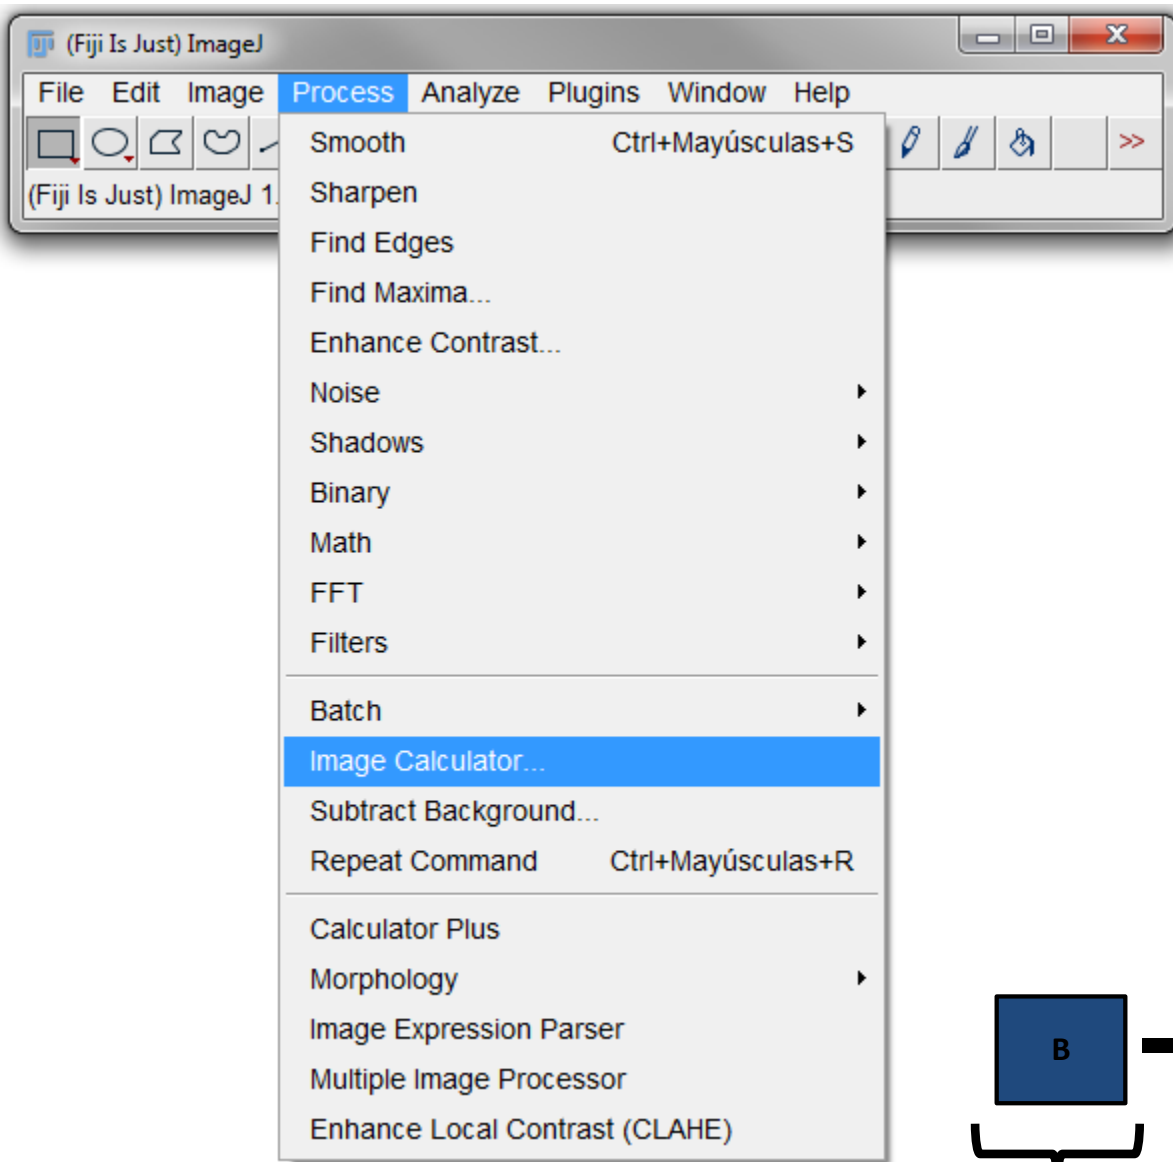 (Fiji Is Just) ImageJ
File Edit Image Process Analyze Plugins Window Help
(Fiji Is Just) ImageJ 1.
Smooth Ctrl+Mayúsculas+S
Sharpen
Find Edges
Find Maxima...
Enhance Contrast...
Noise
Shadows
Binary
Math
FFT
Filters
Batch
Image Calculator...
Subtract Background...
Repeat Command Ctrl+Mayúsculas+R
Calculator Plus
Morphology
Image Expression Parser
Multiple Image Processor
Enhance Local Contrast (CLAHE)
B